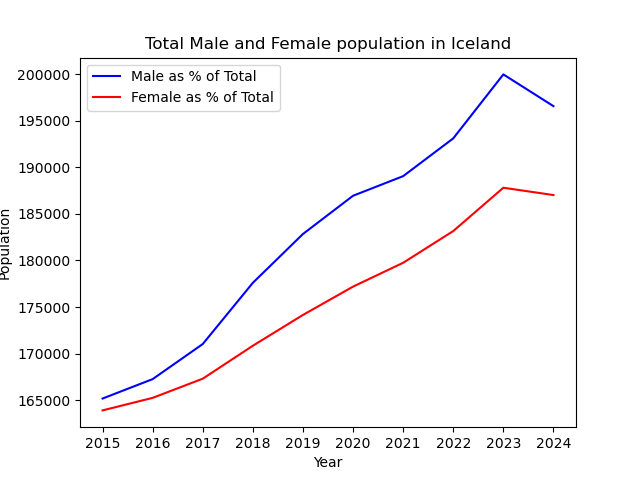 Total Male and Female population in Iceland
Male as % of Total
Female as % of Total
200000
195000
190000
185000
180000
175000
170000
165000
Population
2015 2016 2017 2018 2019 2020 2021 2022 2023 2024
Year